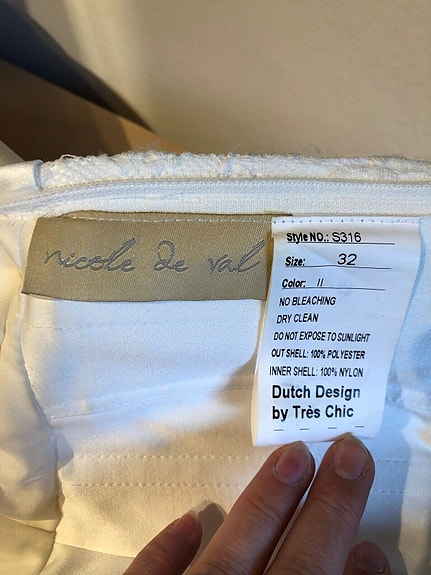 nicole de val
Style NO.: S316
Size: 32
Color: 11
NO BLEACHING
DRY CLEAN
DO NOT EXPOSE TO SUNLIGHT
OUT SHELL: 100% POLYESTER
INNER SHELL: 100% NYLON
Dutch Design
by Très Chic